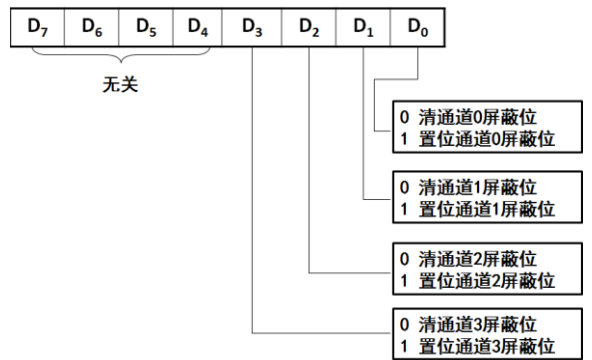 D₇ D₆ D₅ D₄ D₃ D₂ D₁ D₀
无关
0 清通道0屏蔽位
1 置位通道0屏蔽位
0 清通道1屏蔽位
1 置位通道1屏蔽位
0 清通道2屏蔽位
1 置位通道2屏蔽位
0 清通道3屏蔽位
1 置位通道3屏蔽位